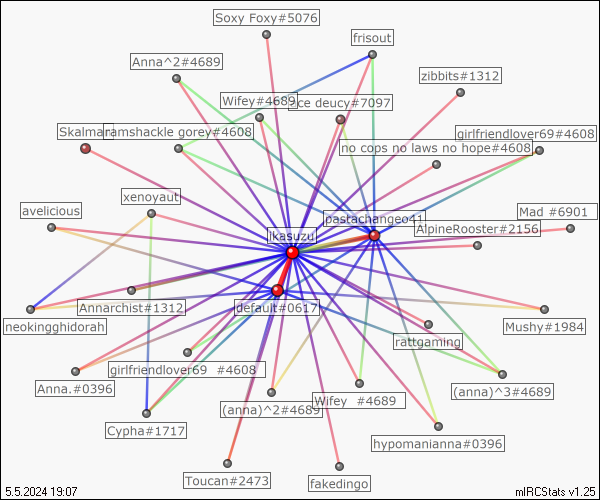 Soxy Foxy#5076
frisout
Anna^2#4689
zibbits#1312
Wifey#4689
ce deucy#7097
Skalman
ramshackle gorey#4608
girlfriendlover69#4608
no cops no laws no hope#4608
xenoyaut
avelicious
pastachangeo41
Mad #6901
ikasuzu
AlpineRooster#2156
Annarchist#1312
default#0617
neokingghidorah
Mushy#1984
rattgaming
girlfriendlover69 #4608
Anna.#0396
(anna)^3#4689
(anna)^2#4689
Wifey #4689
Cypha#1717
hypomanianna#0396
Toucan#2473
fakedingo
5.5.2024 19:07
mIRCStats v1.25